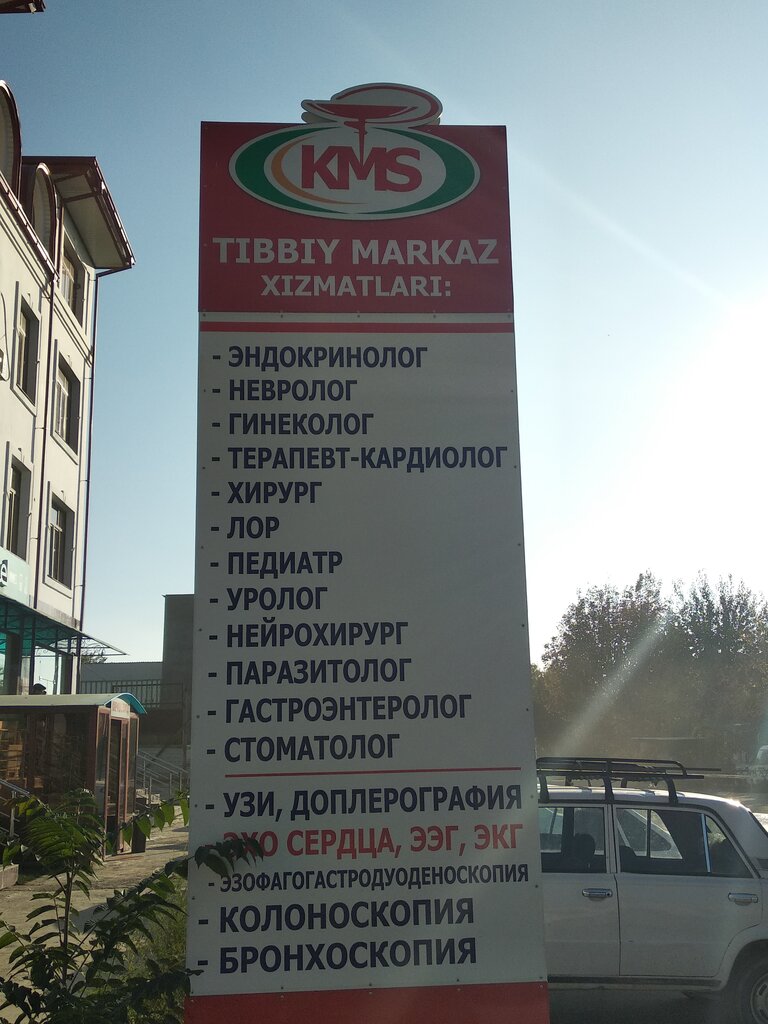 KMS
TIBBIY MARKAZ
XIZMATLARI:
- ЭНДОКРИНОЛОГ
- НЕВРОЛОГ
- ГИНЕКОЛОГ
- ТЕРАПЕВТ-КАРДИОЛОГ
- ХИРУРГ
- ЛОР
- ПЕДИАТР
- УРОЛОГ
- НЕЙРОХИРУРГ
- ПАРАЗИТОЛОГ
- ГАСТРОЭНТЕРОЛОГ
- СТОМАТОЛОГ
- УЗИ, ДОПЛЕРОГРАФИЯ
ЭХО СЕРДЦА, ЭЭГ, ЭКГ
- ЭЗОФАГОГАСТРОДУОДЕНОСКОПИЯ
- КОЛОНОСКОПИЯ
- БРОНХОСКОПИЯ